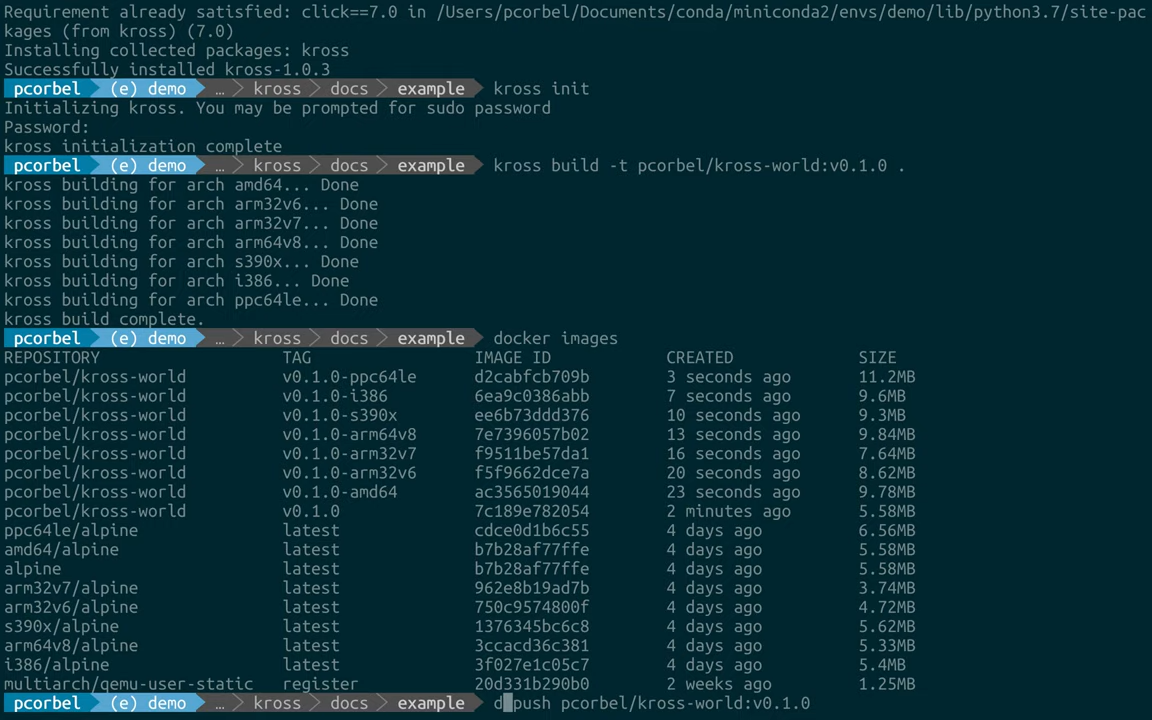 Requirement already satisfied: click==7.0 in /Users/pcorbel/Documents/conda/miniconda2/envs/demo/lib/python3.7/site-pac
kages (from kross) (7.0)
Installing collected packages: kross
Successfully installed kross-1.0.3
pcorbel (e) demo … kross docs example kross init
Initializing kross. You may be prompted for sudo password
Password:
kross initialization complete
pcorbel (e) demo … kross docs example kross build -t pcorbel/kross-world:v0.1.0 .
kross building for arch amd64... Done
kross building for arch arm32v6... Done
kross building for arch arm32v7... Done
kross building for arch arm64v8... Done
kross building for arch s390x... Done
kross building for arch i386... Done
kross building for arch ppc64le... Done
kross build complete.
pcorbel (e) demo … kross docs example docker images
REPOSITORY TAG IMAGE ID CREATED SIZE
pcorbel/kross-world v0.1.0-ppc64le d2cabfcb709b 3 seconds ago 11.2MB
pcorbel/kross-world v0.1.0-i386 6ea9c0386abb 7 seconds ago 9.6MB
pcorbel/kross-world v0.1.0-s390x ee6b73ddd376 10 seconds ago 9.3MB
pcorbel/kross-world v0.1.0-arm64v8 7e7396057b02 13 seconds ago 9.84MB
pcorbel/kross-world v0.1.0-arm32v7 f9511be57da1 16 seconds ago 7.64MB
pcorbel/kross-world v0.1.0-arm32v6 f5f9662dce7a 20 seconds ago 8.62MB
pcorbel/kross-world v0.1.0-amd64 ac3565019044 23 seconds ago 9.78MB
pcorbel/kross-world v0.1.0 7c189e782054 2 minutes ago 5.58MB
ppc64le/alpine latest cdce0d1b6c55 4 days ago 6.56MB
amd64/alpine latest b7b28af77ffe 4 days ago 5.58MB
alpine latest b7b28af77ffe 4 days ago 5.58MB
arm32v7/alpine latest 962e8b19ad7b 4 days ago 3.74MB
arm32v6/alpine latest 750c9574800f 4 days ago 4.72MB
s390x/alpine latest 1376345bc6c8 4 days ago 5.62MB
arm64v8/alpine latest 3ccacd36c381 4 days ago 5.33MB
i386/alpine latest 3f027e1c05c7 4 days ago 5.4MB
multiarch/qemu-user-static register 20d331b290b0 2 weeks ago 1.25MB
pcorbel (e) demo … kross docs example d push pcorbel/kross-world:v0.1.0